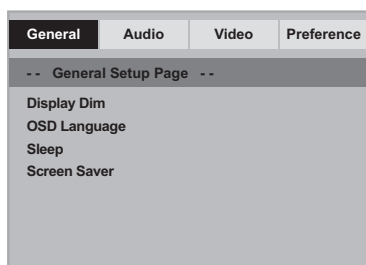 General Audio Video Preference
- - General Setup Page - -
Display Dim
OSD Language
Sleep
Screen Saver